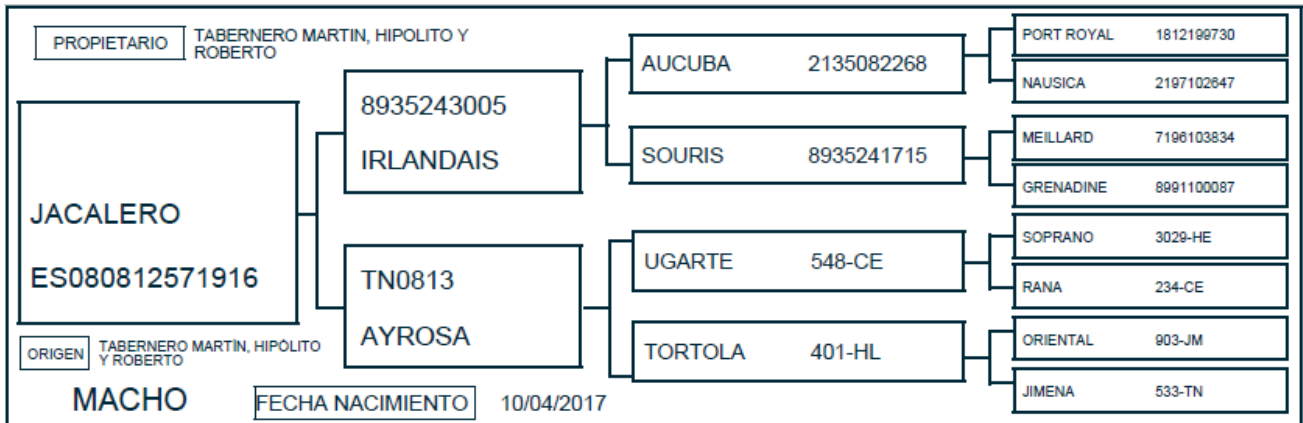 PROPIETARIO
TABERNERO MARTIN, HIPOLITO Y
ROBERTO
JACALERO
ES080812571916
ORIGEN
TABERNERO MARTÍN, HIPÓLITO
Y ROBERTO
MACHO
FECHA NACIMIENTO
10/04/2017
8935243005
IRLANDAIS
TN0813
AYROSA
AUCUBA 2135082268
SOURIS 8935241715
UGARTE 548-CE
TORTOLA 401-HL
PORT ROYAL 1812199730
NAUSICA 2197102647
MEILLARD 7196103834
GRENADINE 8991100087
SOPRANO 3029-HE
RANA 234-CE
ORIENTAL 903-JM
JIMENA 533-TN